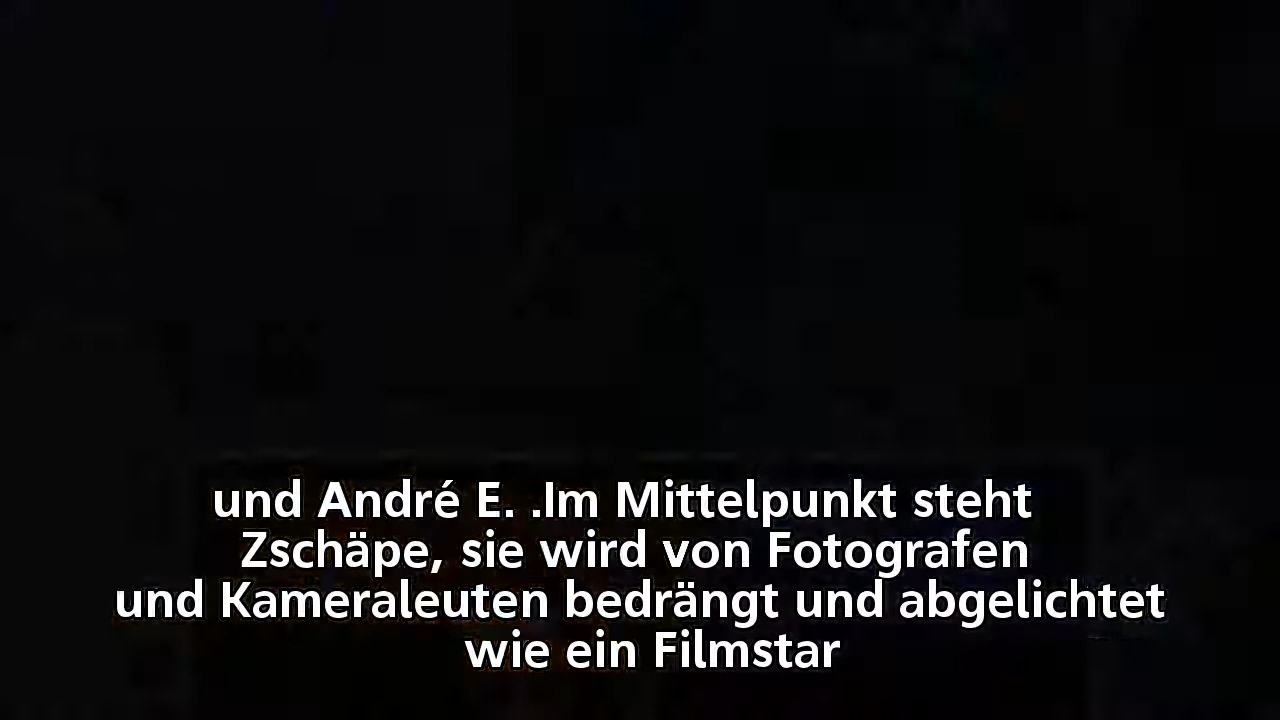 und André E. .Im Mittelpunkt steht
Zschäpe, sie wird von Fotografen
und Kameraleuten bedrängt und abgelichtet
wie ein Filmstar